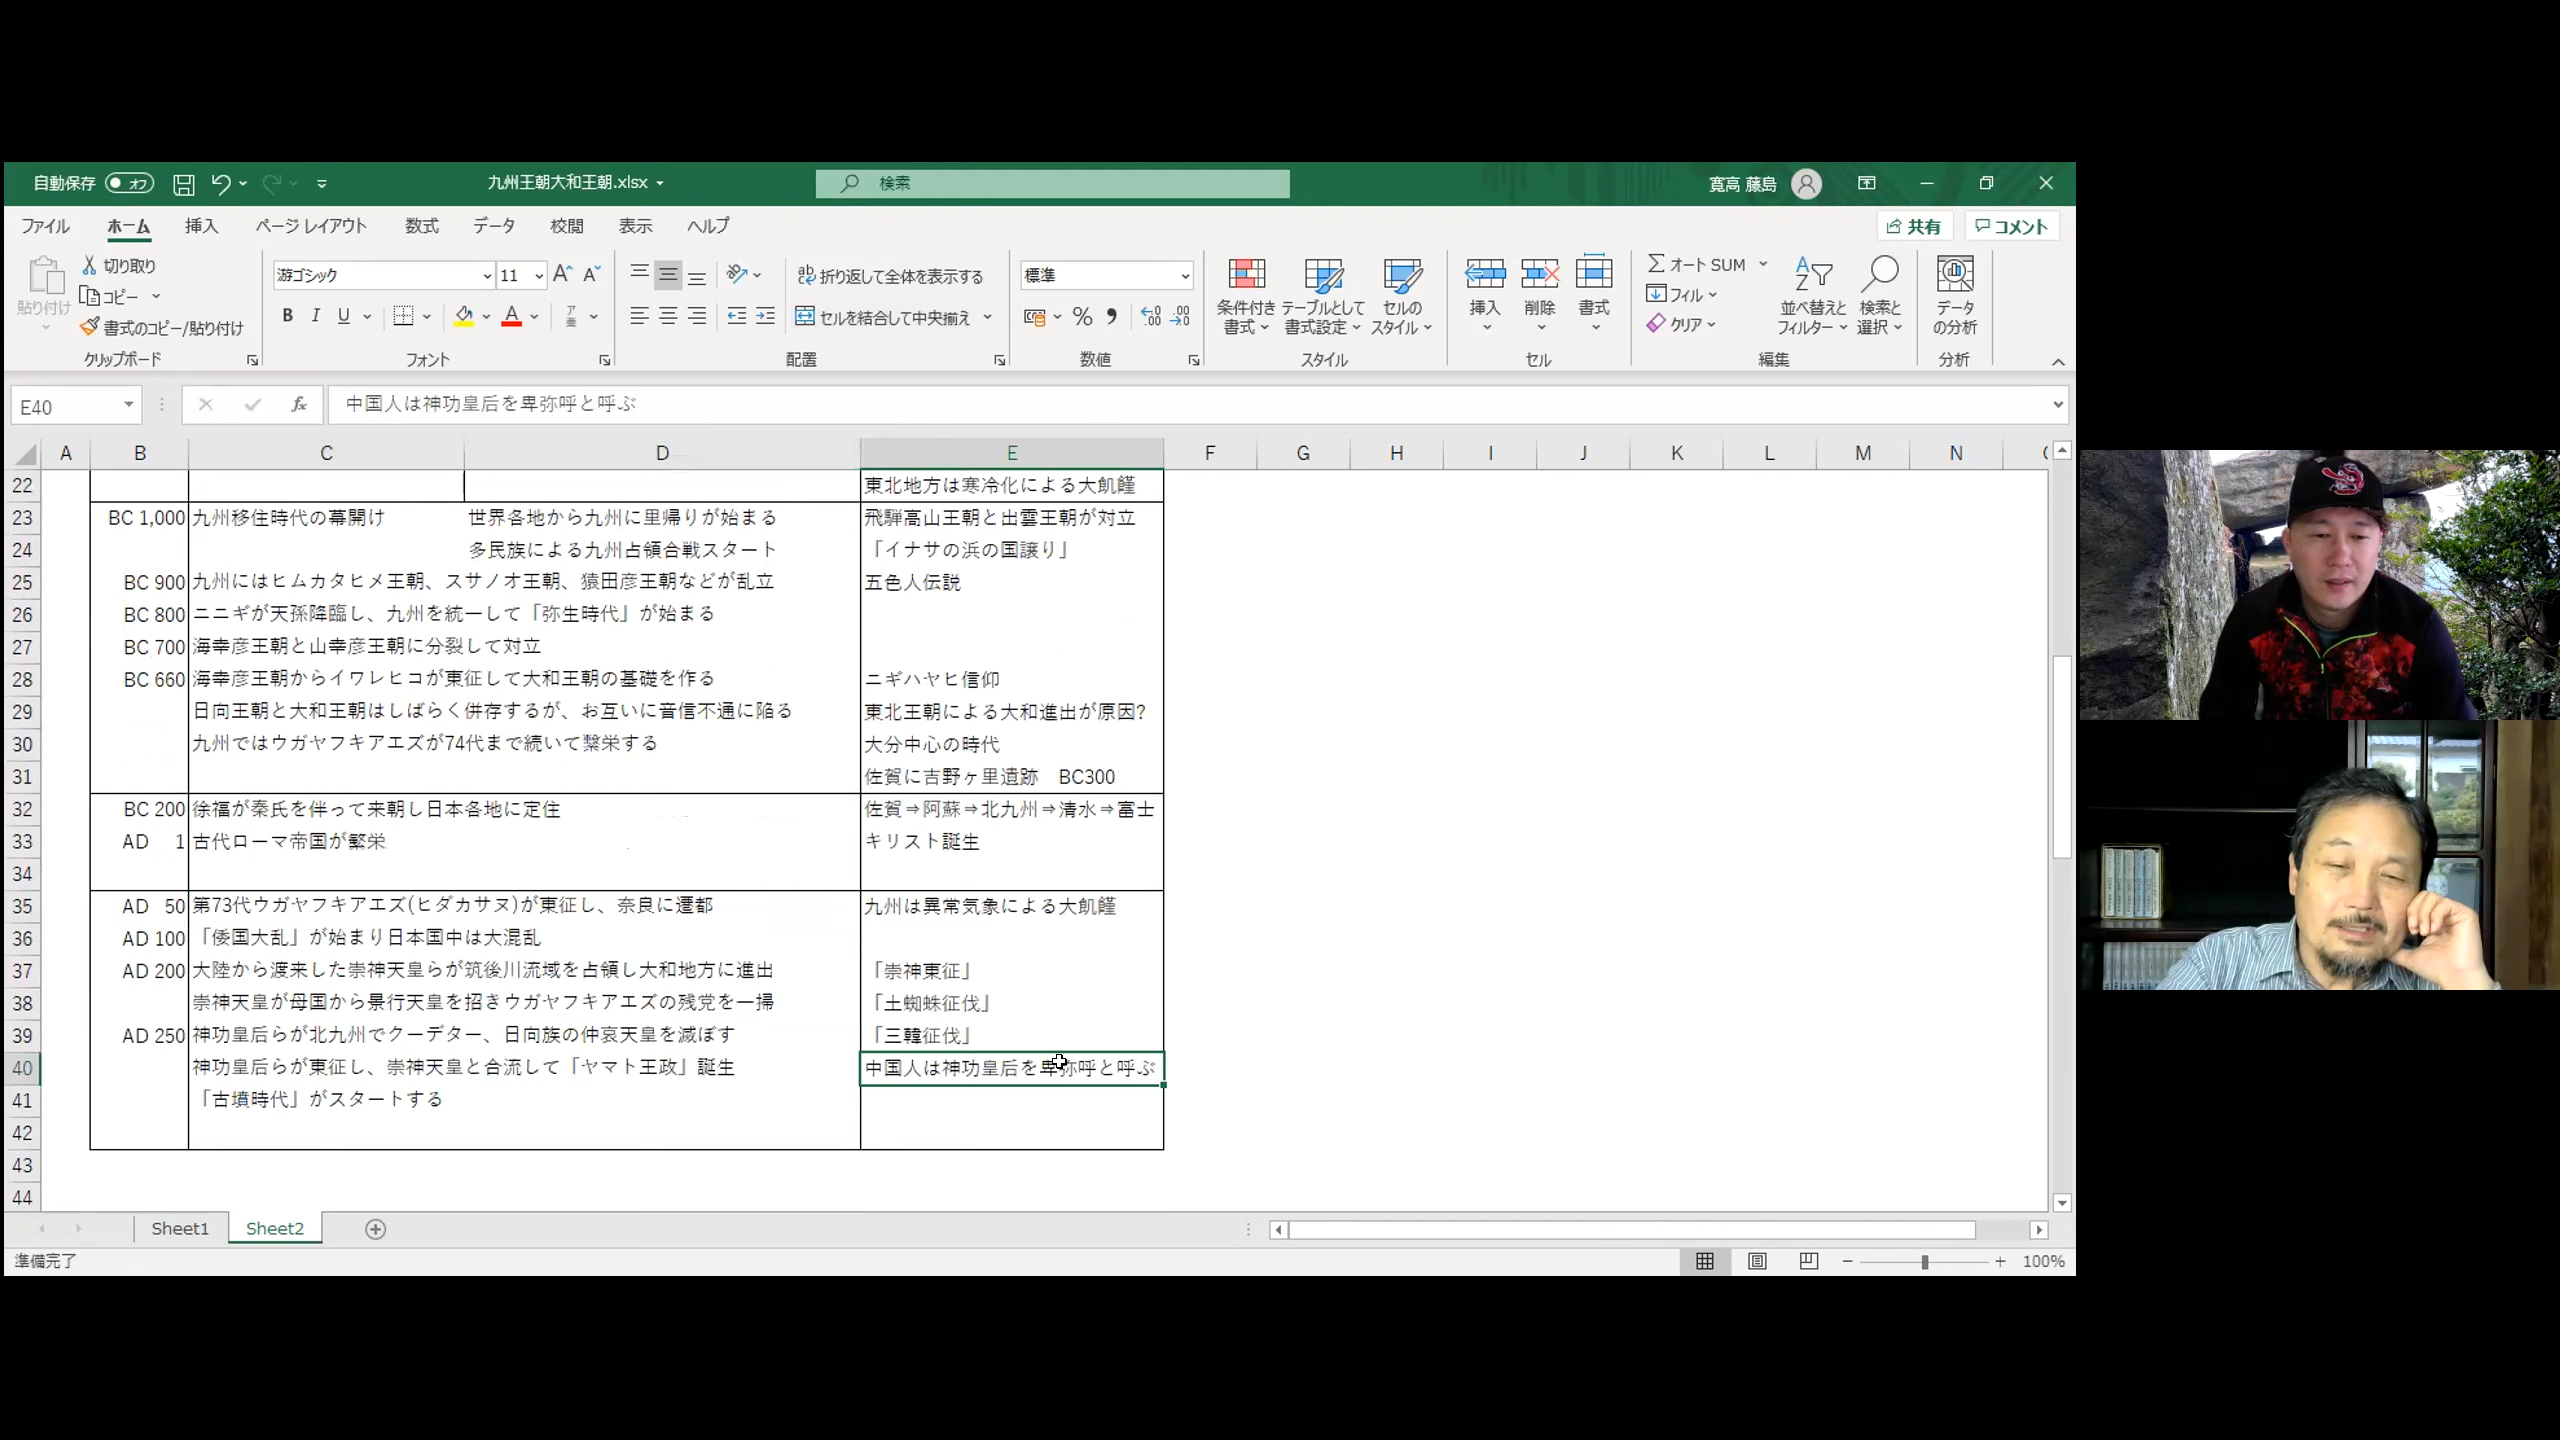 自動保存 オフ 九州王朝大和王朝.xlsx 検索 寛高 藤島
ファイル ホーム 挿入 ページ レイアウト 数式 データ 校閲 表示 ヘルプ 共有 コメント
貼り付け 切り取り コピー 書式のコピー/貼り付け クリップボード
游ゴシック 11 B I U フォント
折り返して全体を表示する セルを結合して中央揃え 配置
標準 % 数値
条件付き書式 テーブルとして書式設定 セルのスタイル スタイル
挿入 削除 書式 セル
オート SUM フィル クリア 並べ替えとフィルター 検索と選択 編集
データの分析 分析
E40 fx 中国人は神功皇后を卑弥呼と呼ぶ
A B C D E F G H I J K L M N
22 東北地方は寒冷化による大飢饉
23 BC 1,000 九州移住時代の幕開け 世界各地から九州に里帰りが始まる 飛騨高山王朝と出雲王朝が対立
24 多民族による九州占領合戦スタート 「イナサの浜の国譲り」
25 BC 900 九州にはヒムカタヒメ王朝、スサノオ王朝、猿田彦王朝などが乱立 五色人伝説
26 BC 800 ニニギが天孫降臨し、九州を統一して「弥生時代」が始まる
27 BC 700 海幸彦王朝と山幸彦王朝に分裂して対立
28 BC 660 海幸彦王朝からイワレヒコが東征して大和王朝の基礎を作る ニギハヤヒ信仰
29 日向王朝と大和王朝はしばらく併存するが、お互いに音信不通に陥る 東北王朝による大和進出が原因?
30 九州ではウガヤフキアエズが74代まで続いて繁栄する 大分中心の時代
31 佐賀に吉野ヶ里遺跡 BC300
32 BC 200 徐福が秦氏を伴って来朝し日本各地に定住 佐賀⇒阿蘇⇒北九州⇒清水⇒富士
33 AD 1 古代ローマ帝国が繁栄 キリスト誕生
34
35 AD 50 第73代ウガヤフキアエズ(ヒダカサヌ)が東征し、奈良に遷都 九州は異常気象による大飢饉
36 AD 100 「倭国大乱」が始まり日本国中は大混乱
37 AD 200 大陸から渡来した崇神天皇らが筑後川流域を占領し大和地方に進出 「崇神東征」
38 崇神天皇が母国から景行天皇を招きウガヤフキアエズの残党を一掃 「土蜘蛛征伐」
39 AD 250 神功皇后らが北九州でクーデター、日向族の仲哀天皇を滅ぼす 「三韓征伐」
40 神功皇后らが東征し、崇神天皇と合流して「ヤマト王政」誕生 中国人は神功皇后を卑弥呼と呼ぶ
41 「古墳時代」がスタートする
42
43
44
Sheet1 Sheet2
準備完了 100%